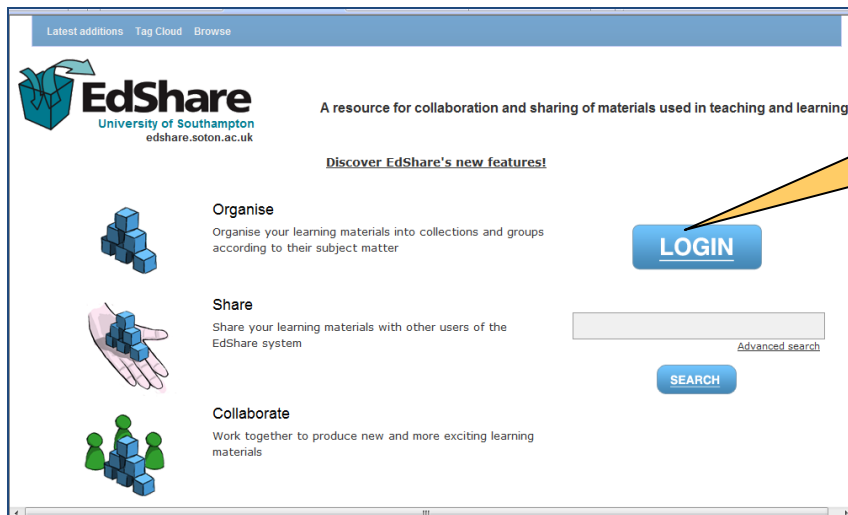 Latest additions Tag Cloud Browse
EdShare
University of Southampton
edshare.soton.ac.uk
A resource for collaboration and sharing of materials used in teaching and learning
Discover EdShare's new features!
Organise
Organise your learning materials into collections and groups
according to their subject matter
LOGIN
Share
Share your learning materials with other users of the
EdShare system
Advanced search
SEARCH
Collaborate
Work together to produce new and more exciting learning
materials